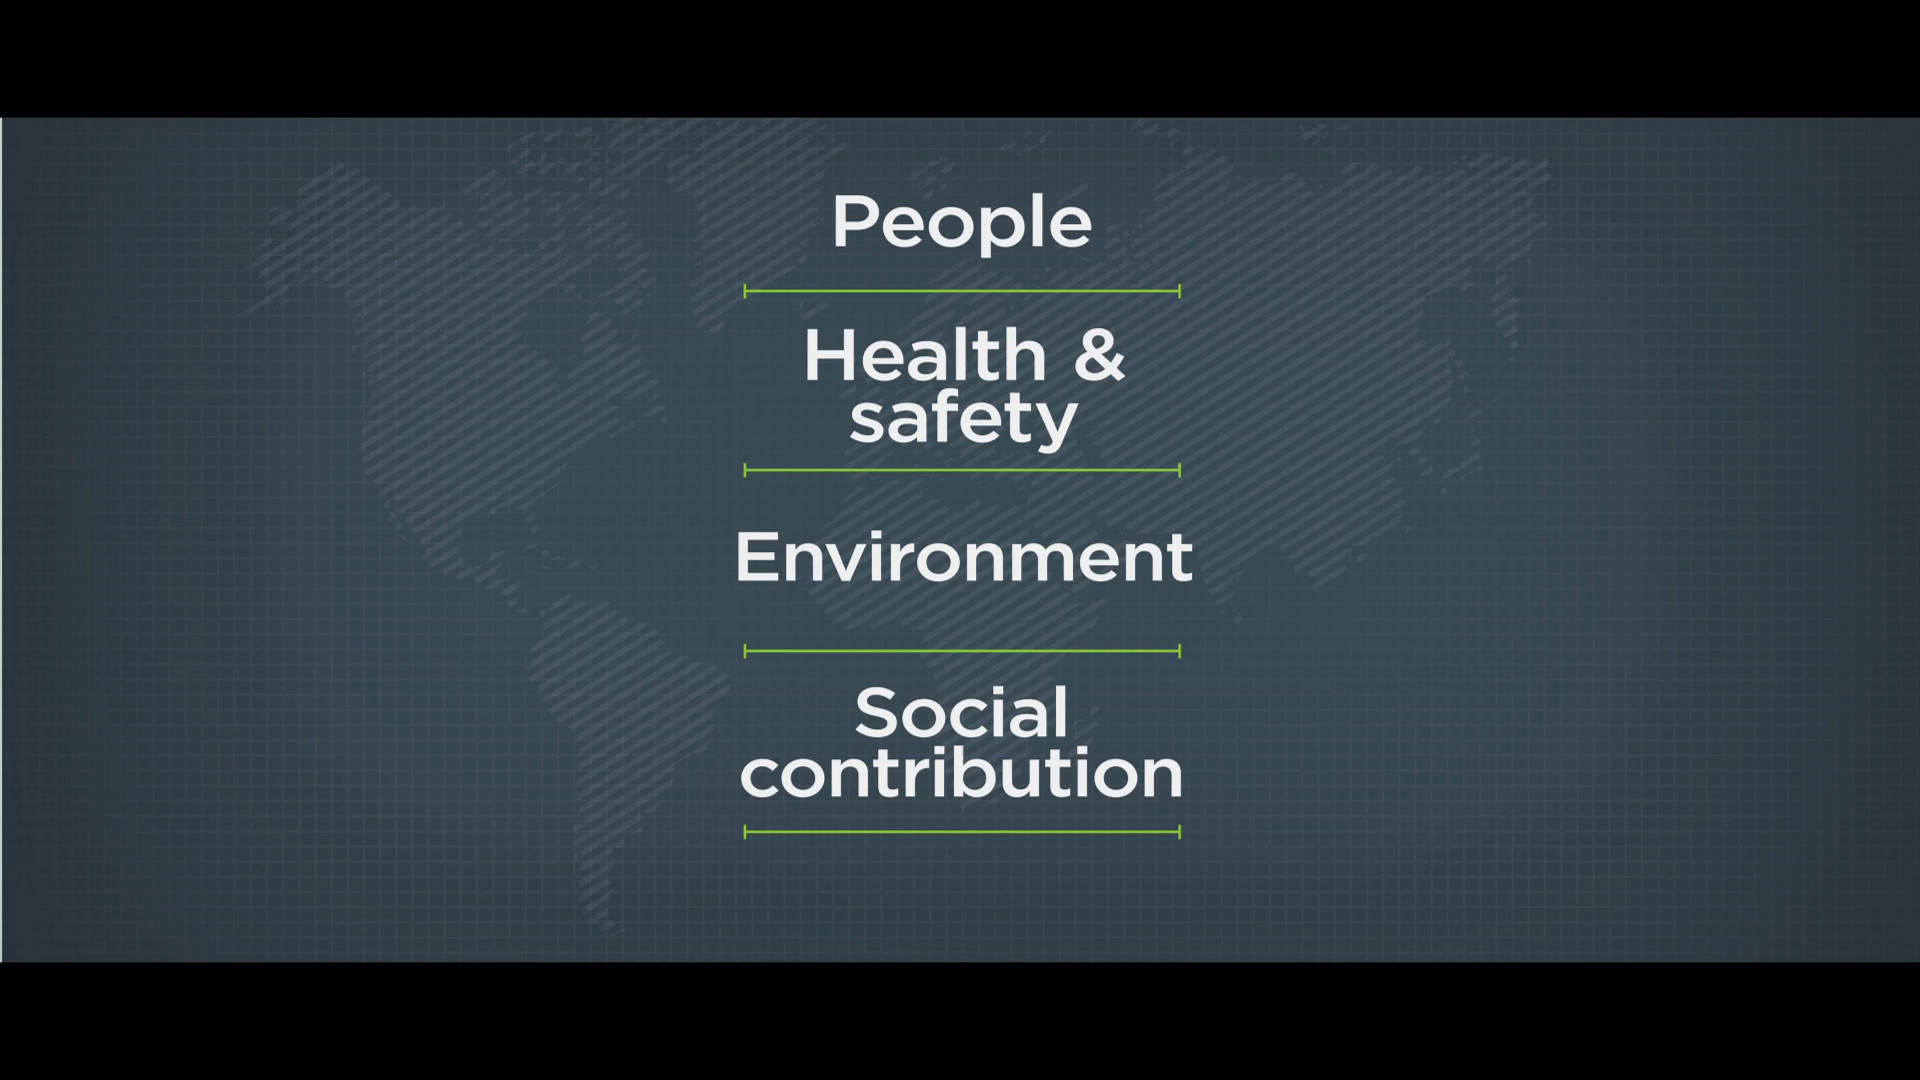 People
Health &
safety
Environment
Social
contribution